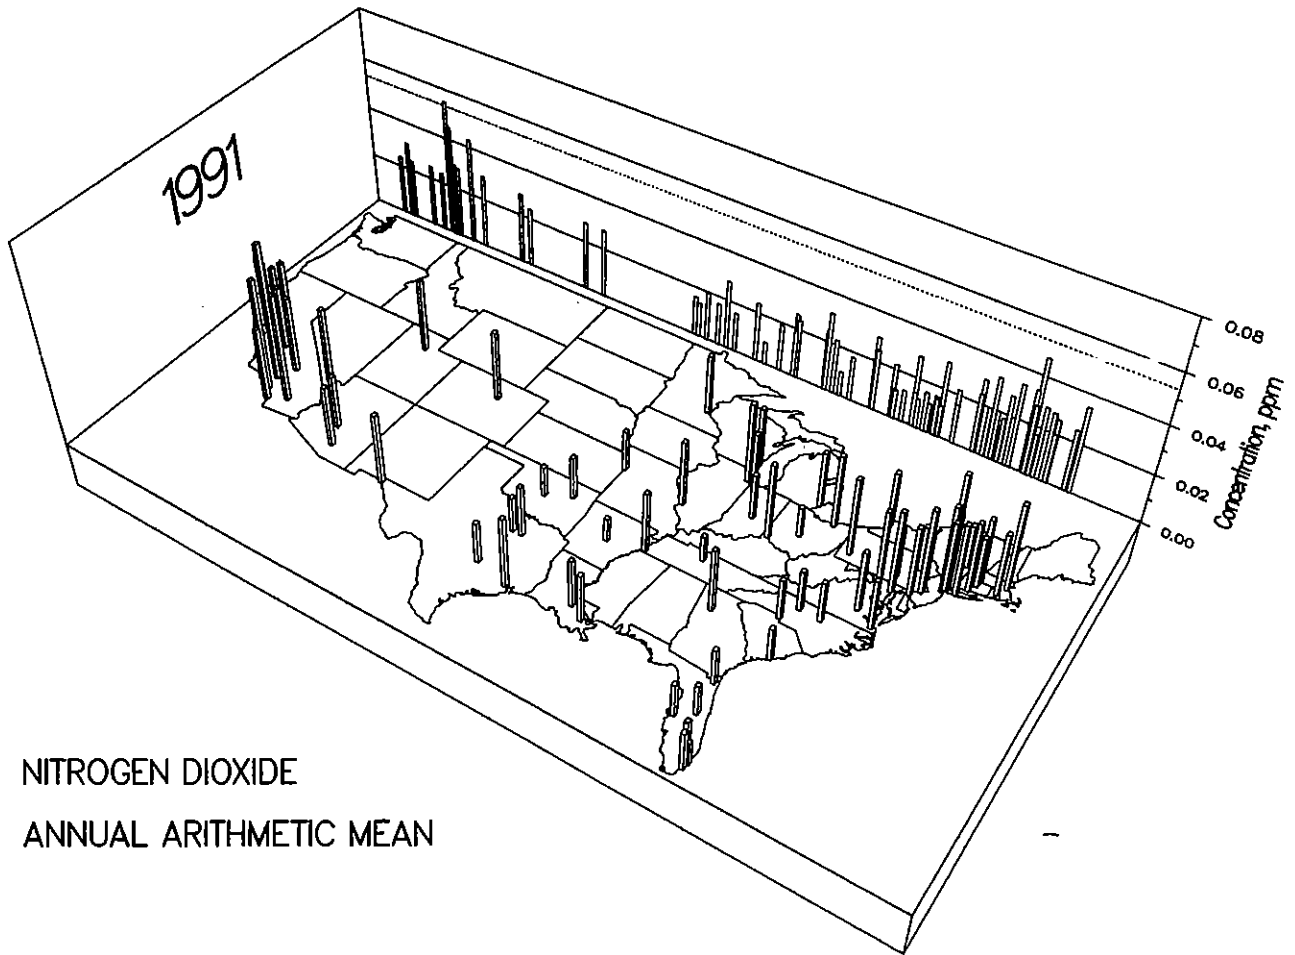 1991
0.08
0.06
0.04
0.02
0.00
Concentration, ppm
NITROGEN DIOXIDE
ANNUAL ARITHMETIC MEAN